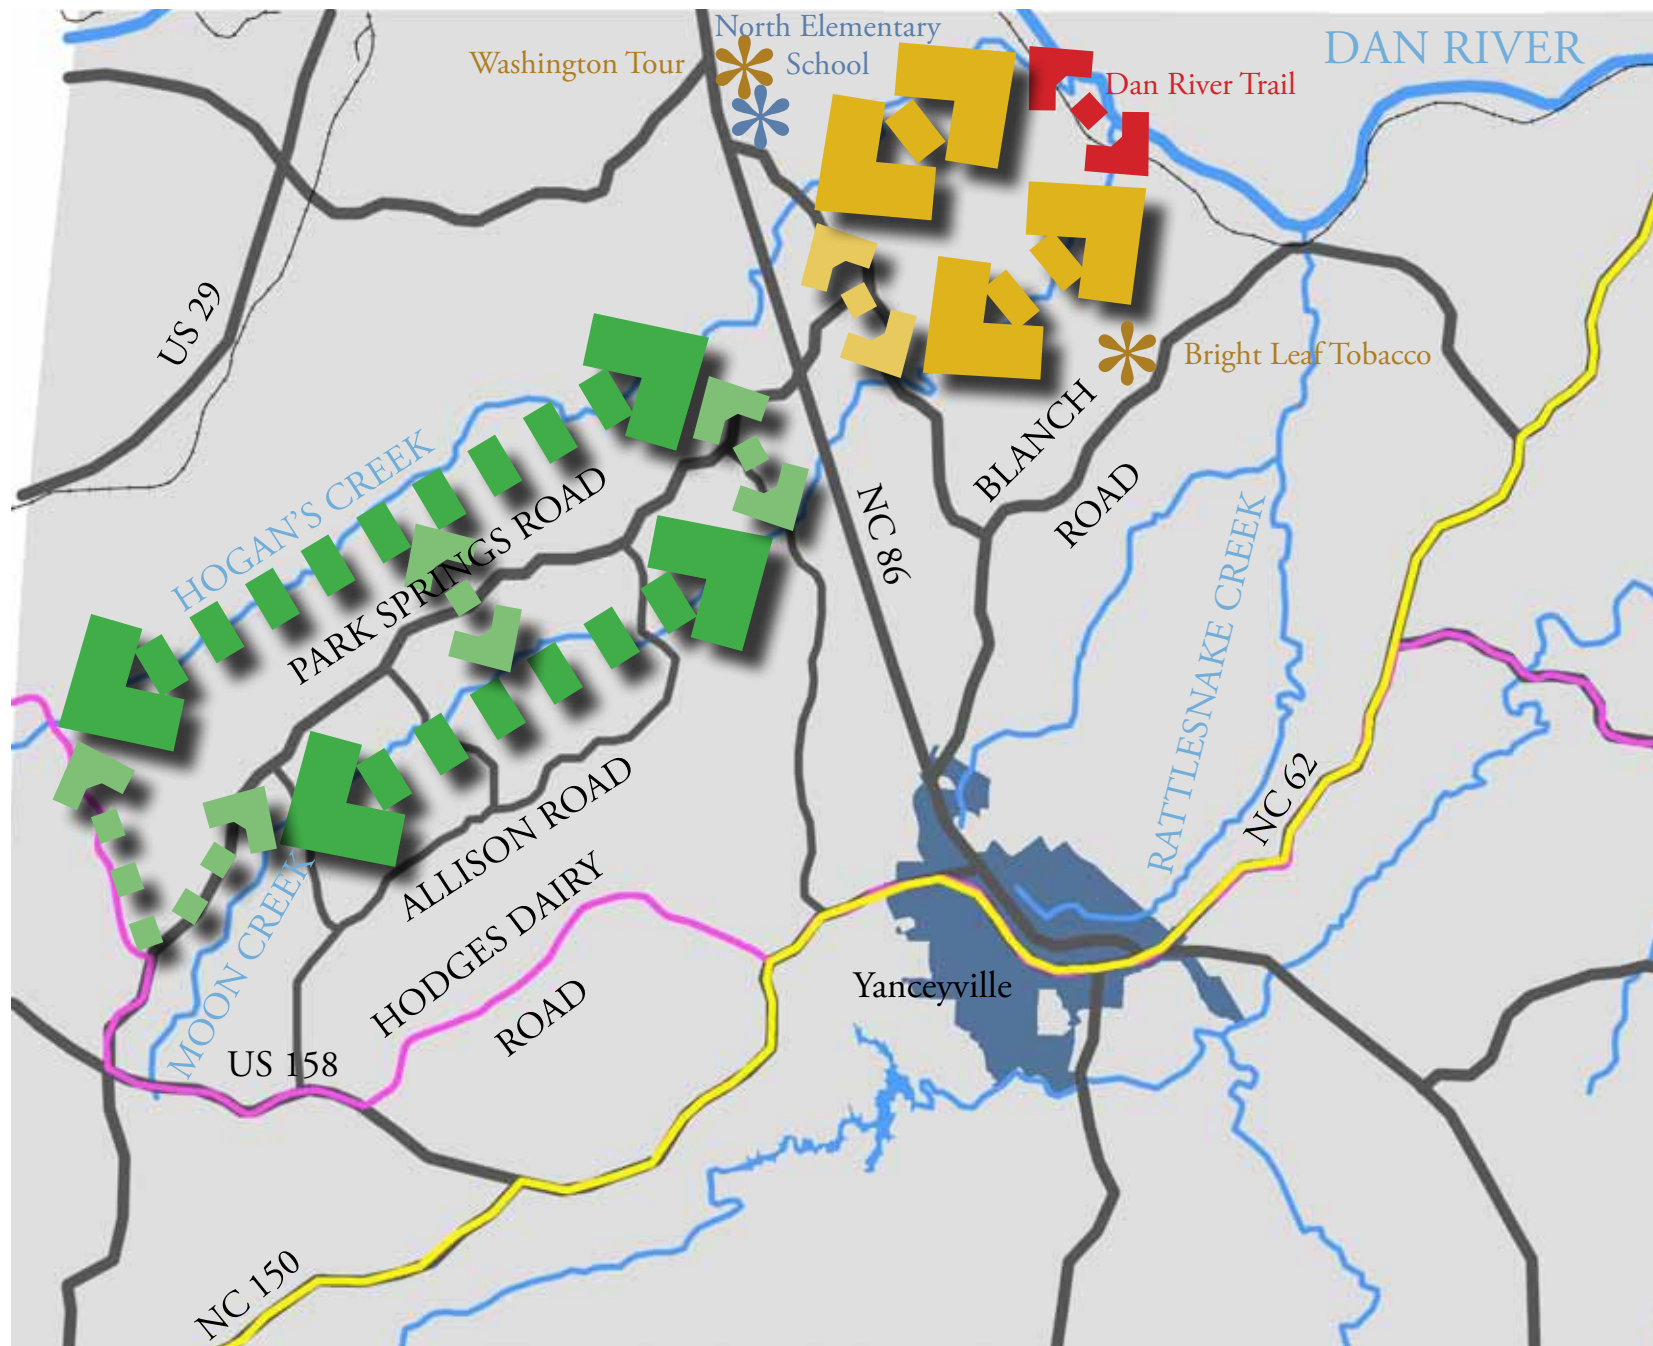 North Elementary
School
Washington Tour
DAN RIVER
Dan River Trail
US 29
Bright Leaf Tobacco
BLANCH
ROAD
HOGAN'S CREEK
PARK SPRINGS ROAD
NC 86
RATTLESNAKE CREEK
NC 62
ALLISON ROAD
HODGES DAIRY
ROAD
MOON CREEK
Yanceyville
US 158
NC 150